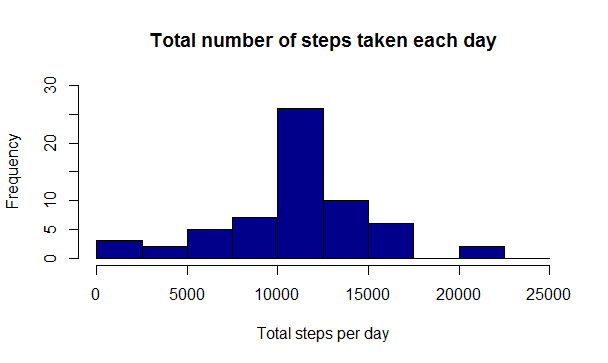 Total number of steps taken each day
Frequency
30
20
10
5
0
0 5000 10000 15000 20000 25000
Total steps per day